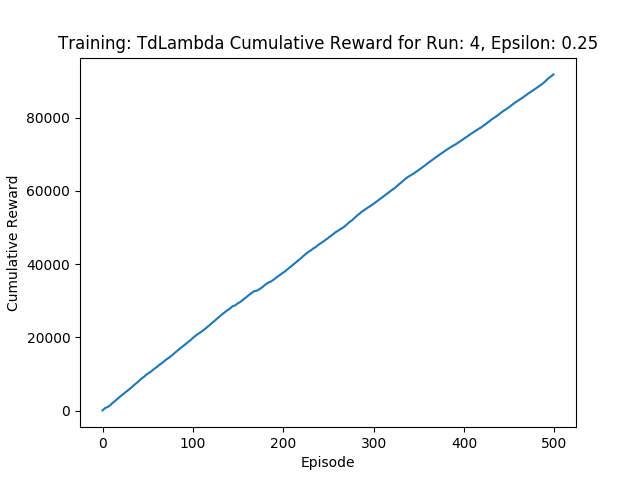 Training: TdLambda Cumulative Reward for Run: 4, Epsilon: 0.25
80000
60000
40000
20000
0
Cumulative Reward
0 100 200 300 400 500
Episode